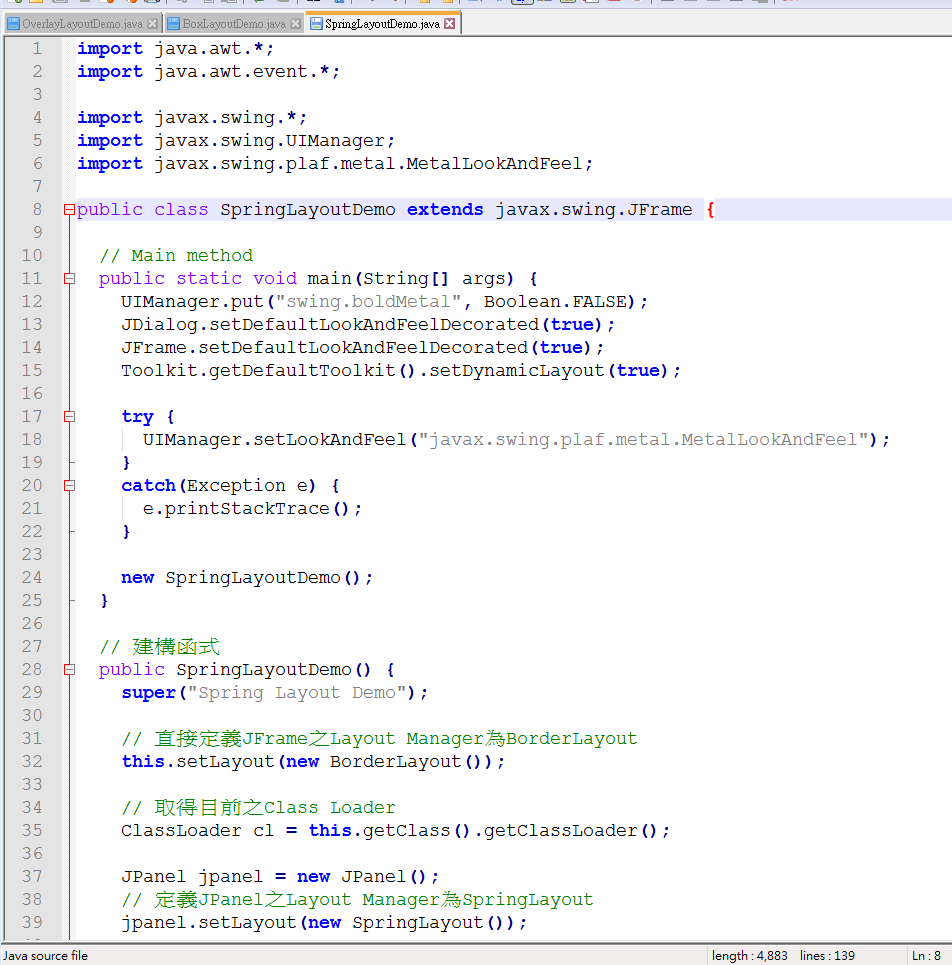 OverlayLayoutDemo.java BoxLayoutDemo.java SpringLayoutDemo.java
1 import java.awt.*;
2 import java.awt.event.*;
3
4 import javax.swing.*;
5 import javax.swing.UIManager;
6 import javax.swing.plaf.metal.MetalLookAndFeel;
7
8 public class SpringLayoutDemo extends javax.swing.JFrame {
9
10 // Main method
11 public static void main(String[] args) {
12 UIManager.put("swing.boldMetal", Boolean.FALSE);
13 JDialog.setDefaultLookAndFeelDecorated(true);
14 JFrame.setDefaultLookAndFeelDecorated(true);
15 Toolkit.getDefaultToolkit().setDynamicLayout(true);
16
17 try {
18 UIManager.setLookAndFeel("javax.swing.plaf.metal.MetalLookAndFeel");
19 }
20 catch(Exception e) {
21 e.printStackTrace();
22 }
23
24 new SpringLayoutDemo();
25 }
26
27 // 建構函式
28 public SpringLayoutDemo() {
29 super("Spring Layout Demo");
30
31 // 直接定義JFrame之Layout Manager為BorderLayout
32 this.setLayout(new BorderLayout());
33
34 // 取得目前之Class Loader
35 ClassLoader cl = this.getClass().getClassLoader();
36
37 JPanel jpanel = new JPanel();
38 // 定義JPanel之Layout Manager為SpringLayout
39 jpanel.setLayout(new SpringLayout());
Java source file length : 4,883 lines : 139 Ln : 8